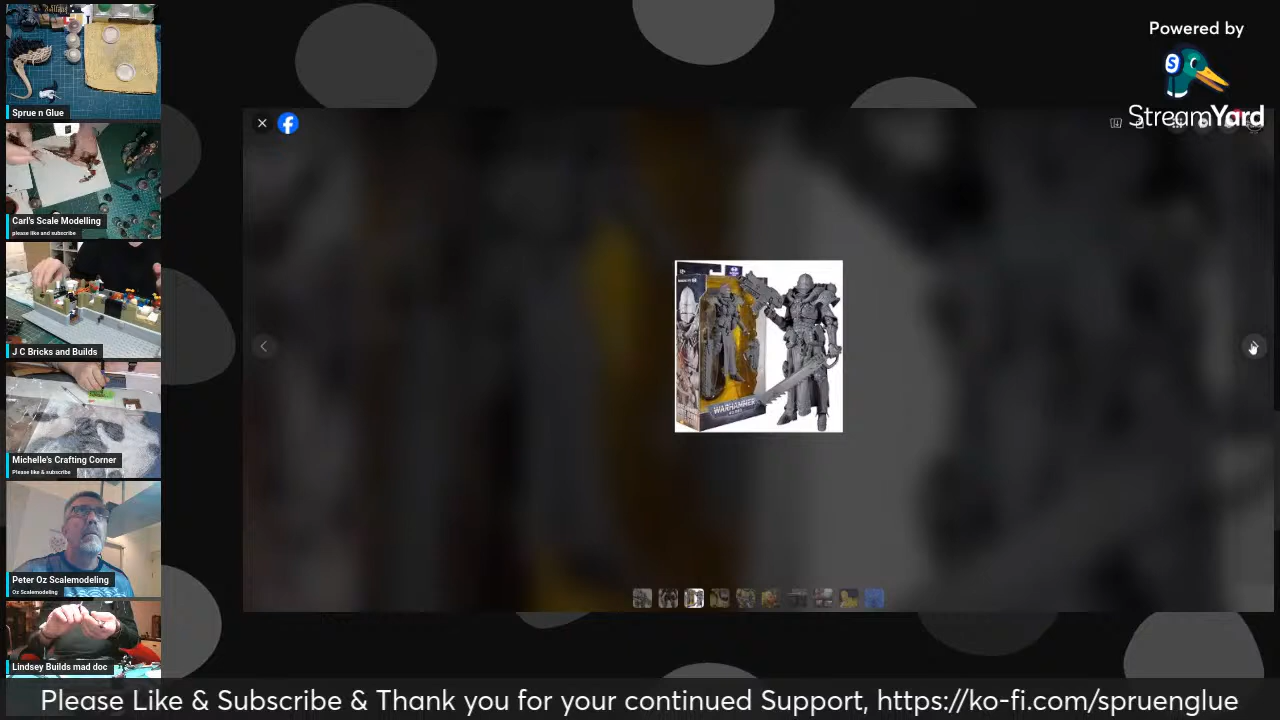 Powered by
StreamYard
Sprue n Glue
Carl's Scale Modelling
please like and subscribe
J C Bricks and Builds
Michelle's Crafting Corner
Please like & subscribe
Peter Oz Scalemodeling
Oz Scalemodeling
Lindsey Builds mad doc
WARHAMMER
Please Like & Subscribe & Thank you for your continued Support, https://ko-fi.com/spruenglue